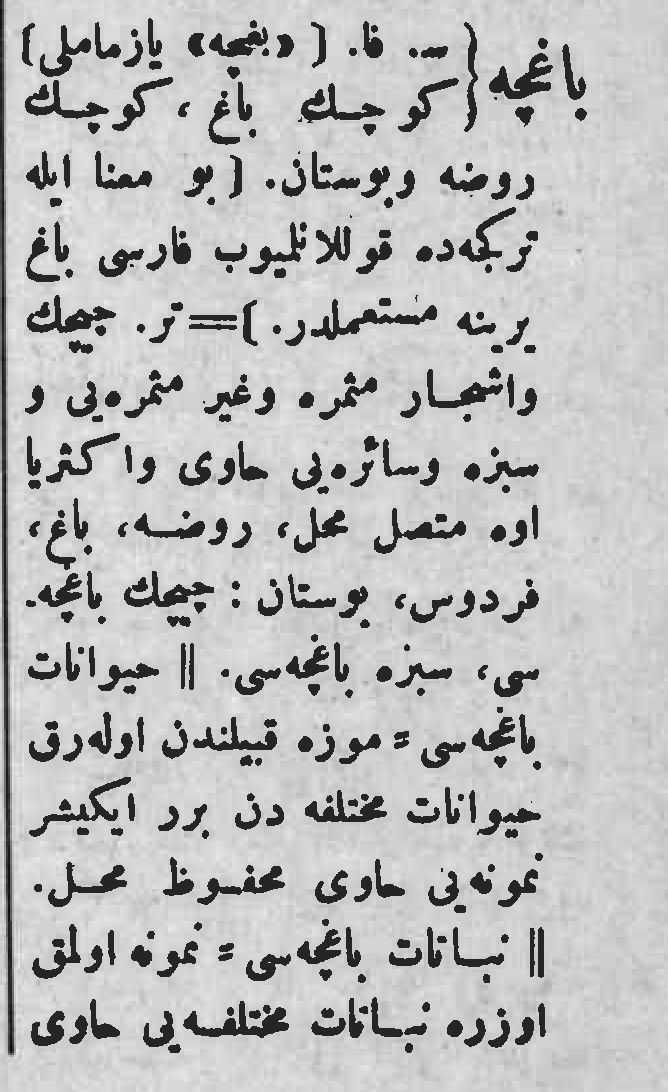 باغچه { س. فا. [ «بغچه» یازماملی]
کوچك باغ ، کوچك
روضه وبوستان. [ بو معنا ایله
ترکجه‌ده قوللانلمیوب فارسی باغ
یرینه مستعملدر. ]=تر. چیچك
واشجار مثمره وغیر مثمره‌یی و
سبزه وسائره‌یی حاوی واکثریا
اوه متصل محل، روضه، باغ،
فردوس، بوستان : چیچك باغچه-
سی، سبزه باغچه‌سی. || حیوانات
باغچه‌سی = موزه قبیلندن اوله‌رق
حیوانات مختلفه دن برر ایکیشر
نمونه‌یی حاوی محفوظ محل.
|| نباتات باغچه‌سی = نمونه اولمق
اوزره نباتات مختلفه‌یی حاوی